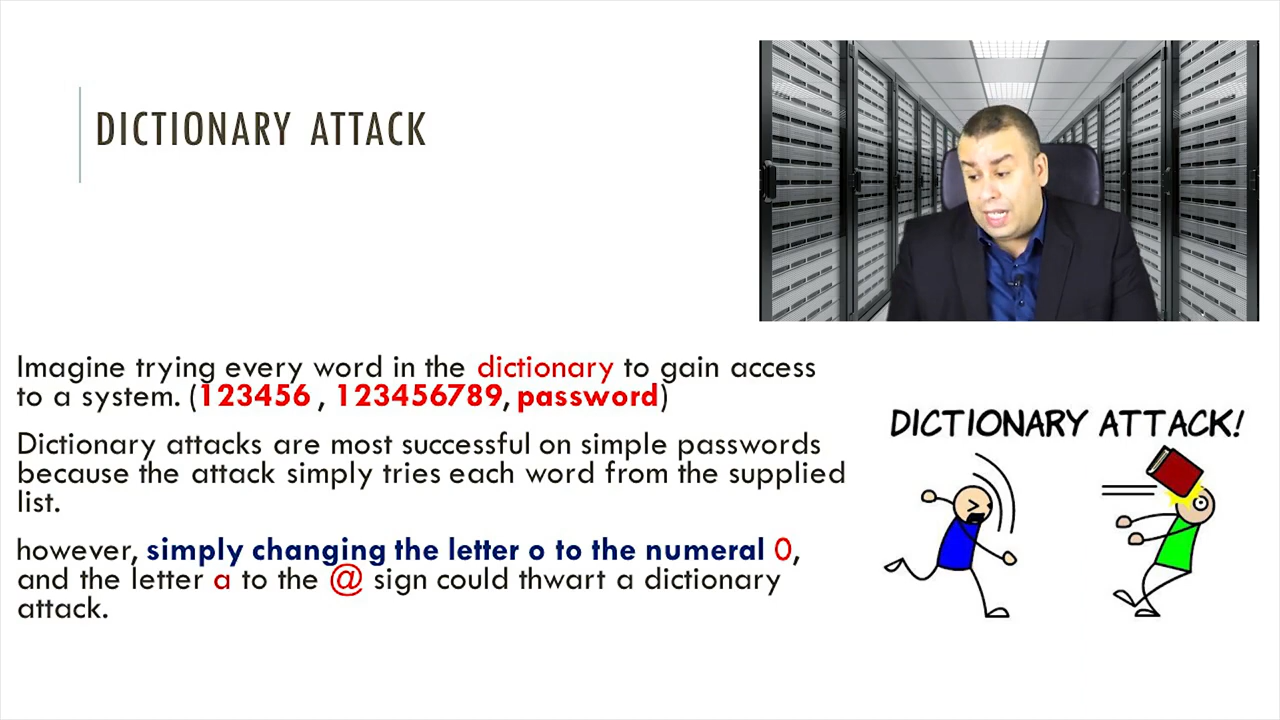 DICTIONARY ATTACK
Imagine trying every word in the dictionary to gain access
to a system. (123456 , 123456789, password)
Dictionary attacks are most successful on simple passwords
because the attack simply tries each word from the supplied
list.
however, simply changing the letter o to the numeral 0,
and the letter a to the @ sign could thwart a dictionary
attack.
DICTIONARY ATTACK!